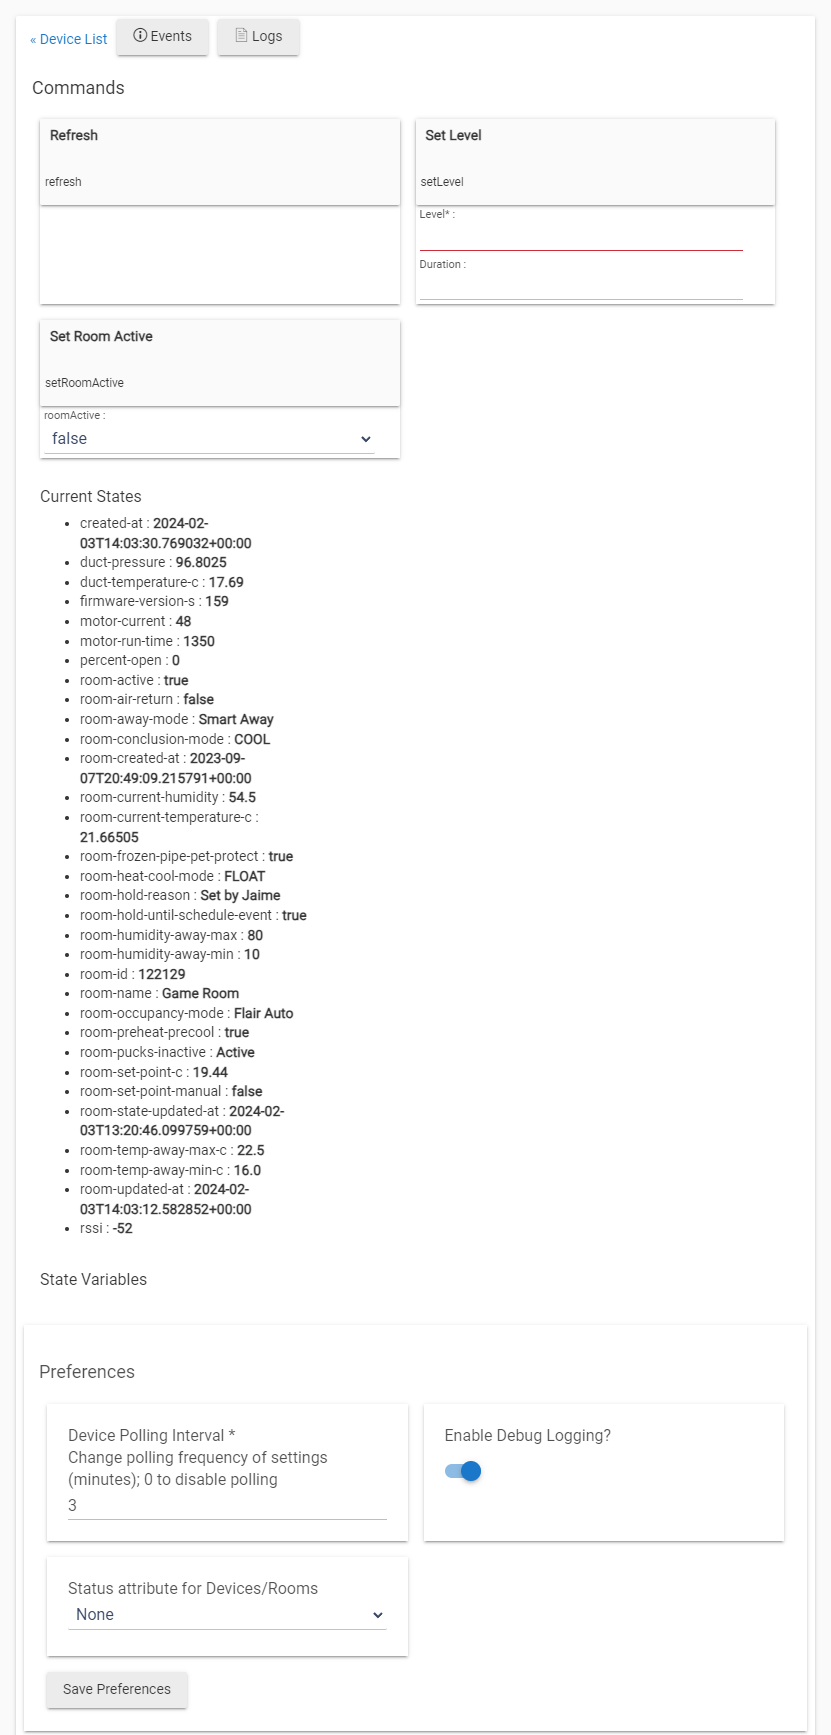 « Device List Events Logs
Commands
Refresh
refresh
Set Level
setLevel
Level* :
Duration :
Set Room Active
setRoomActive
roomActive :
false
Current States
created-at : 2024-02-
03T14:03:30.769032+00:00
duct-pressure : 96.8025
duct-temperature-c : 17.69
firmware-version-s : 159
motor-current : 48
motor-run-time : 1350
percent-open : 0
room-active : true
room-air-return : false
room-away-mode : Smart Away
room-conclusion-mode : COOL
room-created-at : 2023-09-
07T20:49:09.215791+00:00
room-current-humidity : 54.5
room-current-temperature-c :
21.66505
room-frozen-pipe-pet-protect : true
room-heat-cool-mode : FLOAT
room-hold-reason : Set by Jaime
room-hold-until-schedule-event : true
room-humidity-away-max : 80
room-humidity-away-min : 10
room-id : 122129
room-name : Game Room
room-occupancy-mode : Flair Auto
room-preheat-precool : true
room-pucks-inactive : Active
room-set-point-c : 19.44
room-set-point-manual : false
room-state-updated-at : 2024-02-
03T13:20:46.099759+00:00
room-temp-away-max-c : 22.5
room-temp-away-min-c : 16.0
room-updated-at : 2024-02-
03T14:03:12.582852+00:00
rssi : -52
State Variables
Preferences
Device Polling Interval *
Change polling frequency of settings
(minutes); 0 to disable polling
3
Enable Debug Logging?
Status attribute for Devices/Rooms
None
Save Preferences